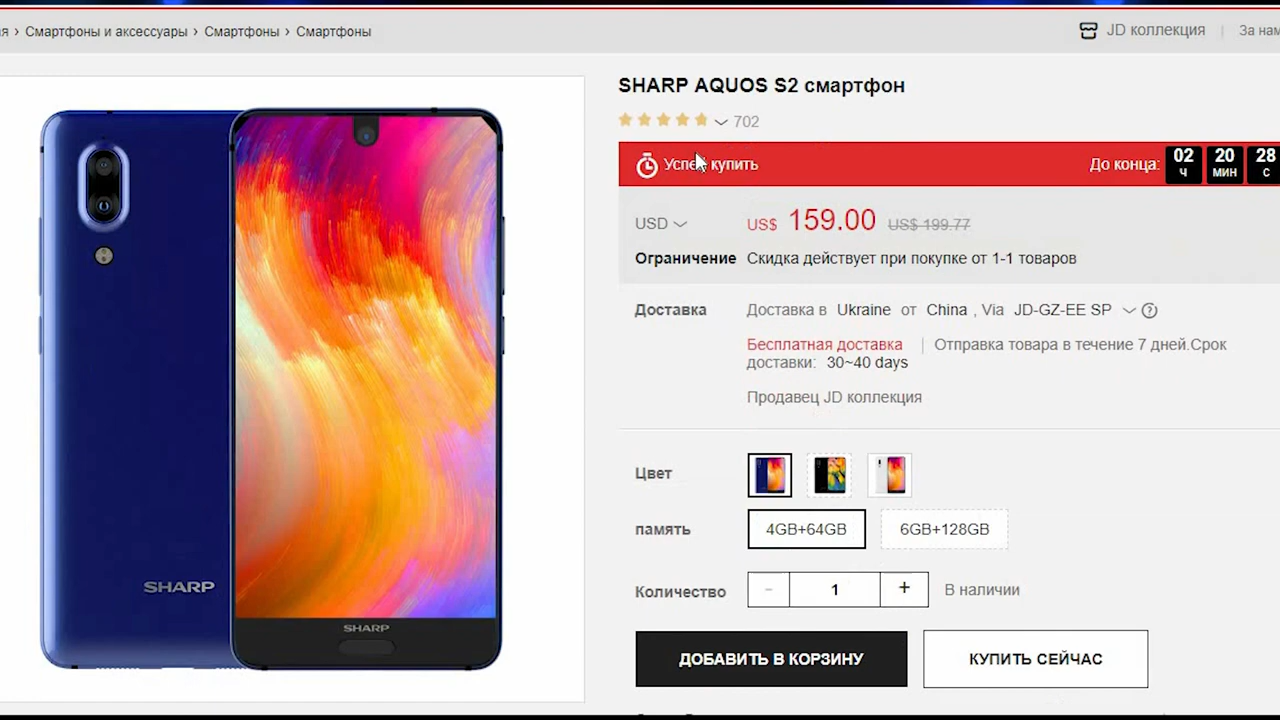 Смартфоны и аксессуары › Смартфоны › Смартфоны
JD коллекция
SHARP AQUOS S2 смартфон
702
купить
До конца: 02 ч 20 мин 28 с
USD
US$ 159.00 US$ 199.77
Ограничение Скидка действует при покупке от 1-1 товаров
Доставка Доставка в Ukraine от China , Via JD-GZ-EE SP
Бесплатная доставка | Отправка товара в течение 7 дней.Срок
доставки: 30~40 days
Продавец JD коллекция
Цвет
память 4GB+64GB 6GB+128GB
Количество - 1 + В наличии
ДОБАВИТЬ В КОРЗИНУ КУПИТЬ СЕЙЧАС
SHARP
SHARP